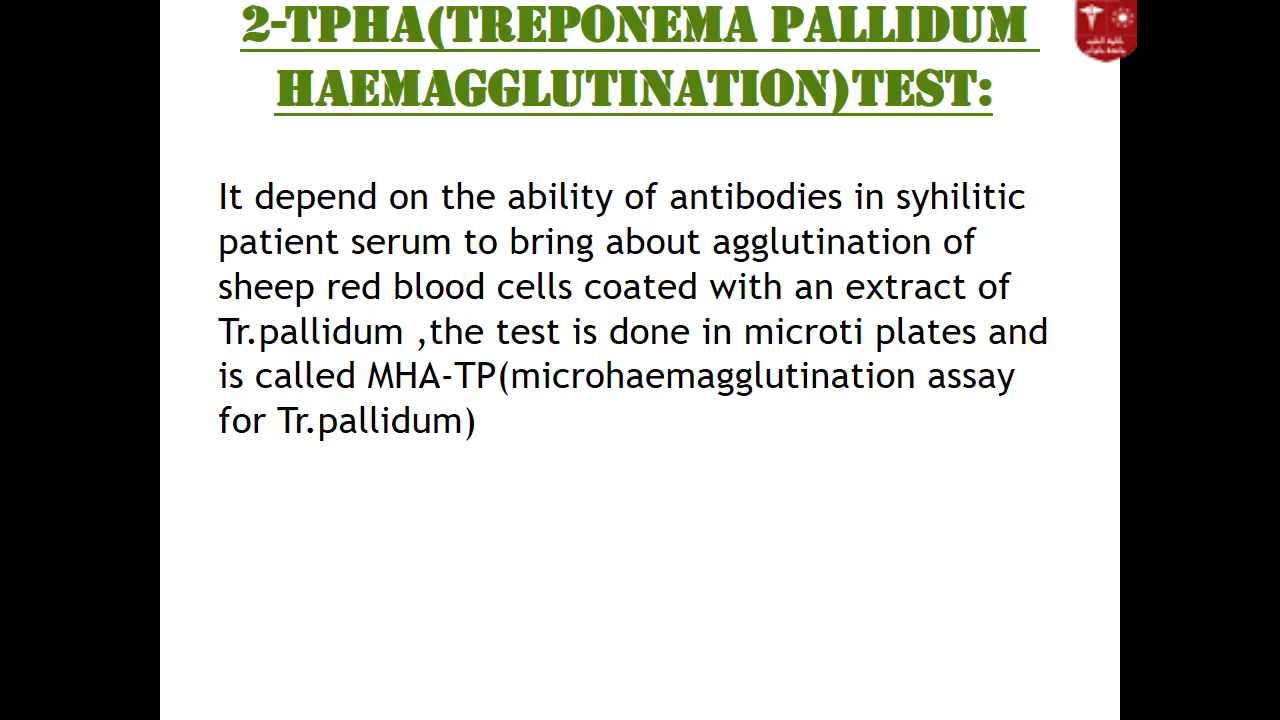 2-TPHA(TREPONEMA PALLIDUM
HAEMAGGLUTINATION)TEST:
It depend on the ability of antibodies in syhilitic
patient serum to bring about agglutination of
sheep red blood cells coated with an extract of
Tr.pallidum ,the test is done in microti plates and
is called MHA-TP(microhaemagglutination assay
for Tr.pallidum)